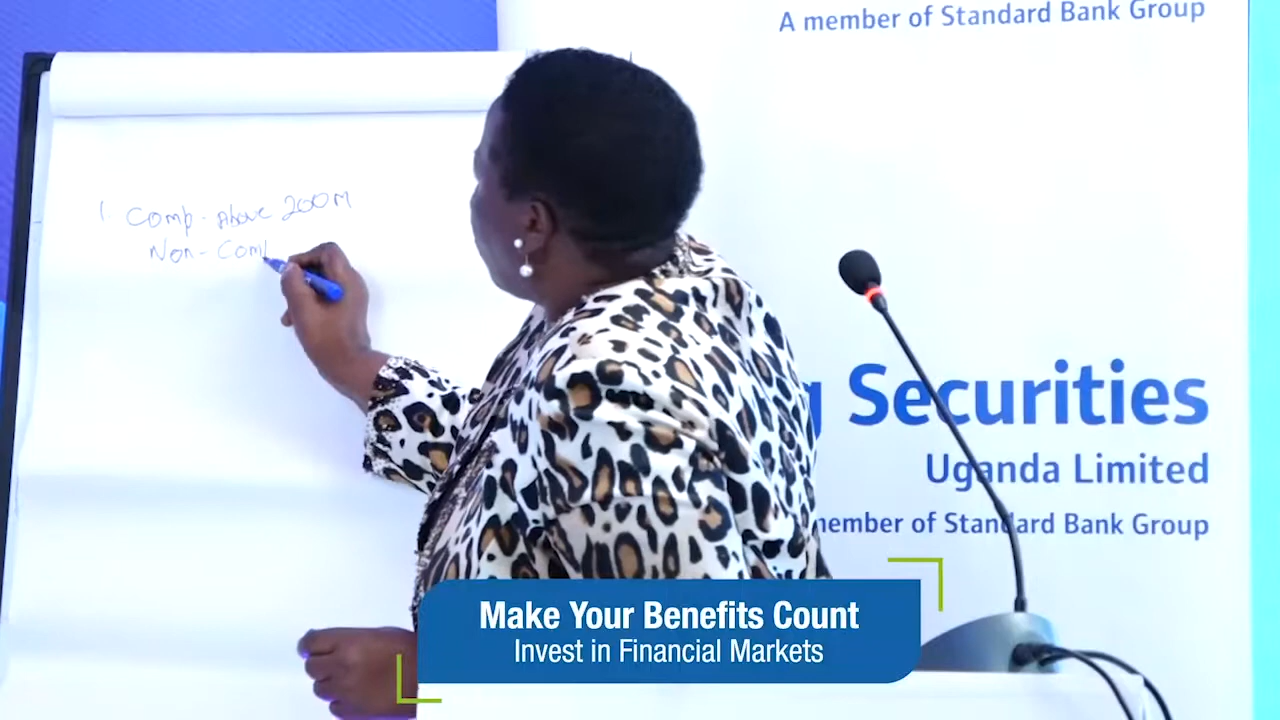 A member of Standard Bank Group
1. Comp - Above 200M
Non - Com
g Securities
Uganda Limited
member of Standard Bank Group
Make Your Benefits Count
Invest in Financial Markets